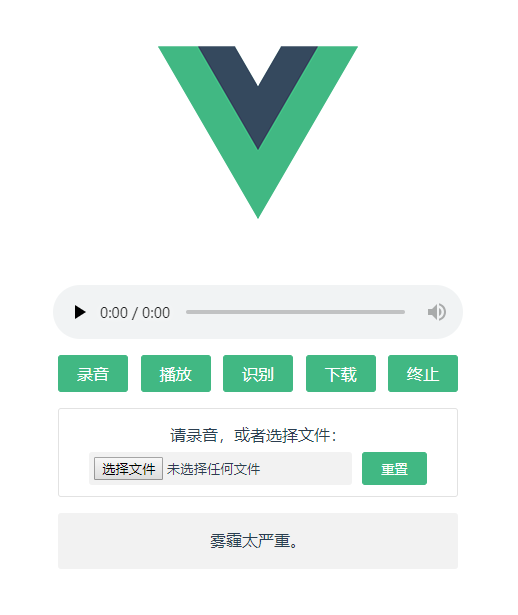 0:00 / 0:00
录音 播放 识别 下载 终止
请录音，或者选择文件：
选择文件 未选择任何文件 重置
雾霾太严重。